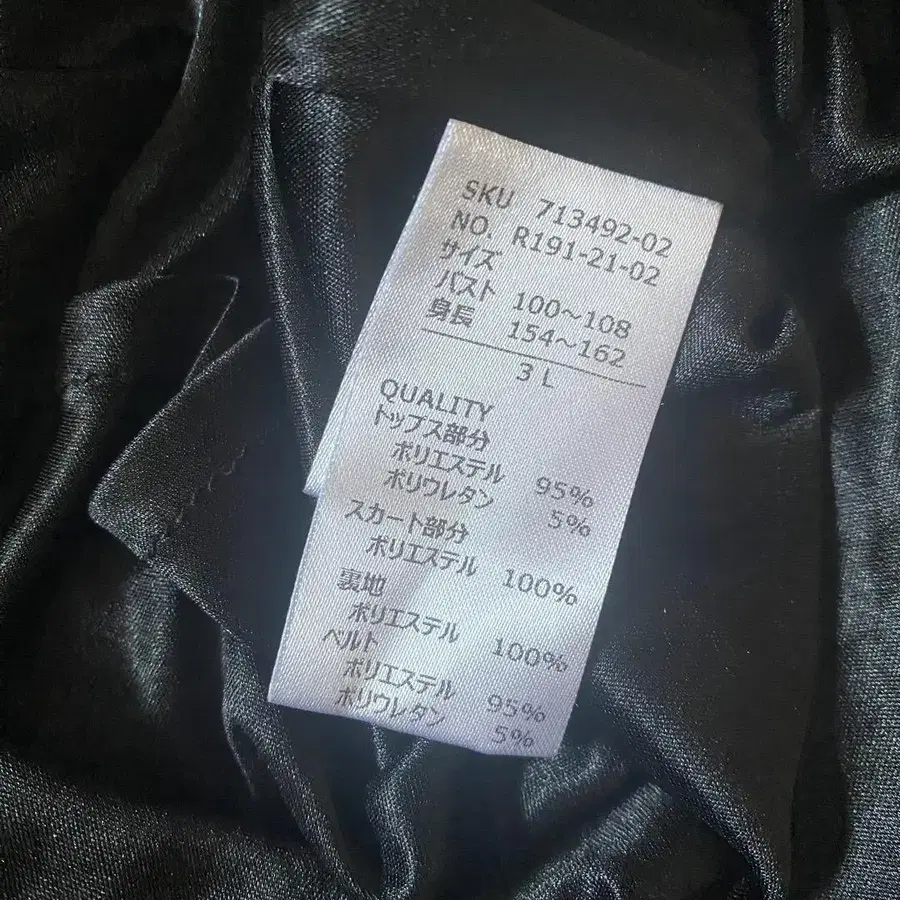 SKU 713492-02
NO. R191-21-02
サイズ
バスト 100～108
身長 154～162
3L
QUALITY
トップス部分
ポリエステル 95%
ポリウレタン 5%
スカート部分
ポリエステル 100%
裏地
ポリエステル 100%
ベルト
ポリエステル 95%
ポリウレタン 5%